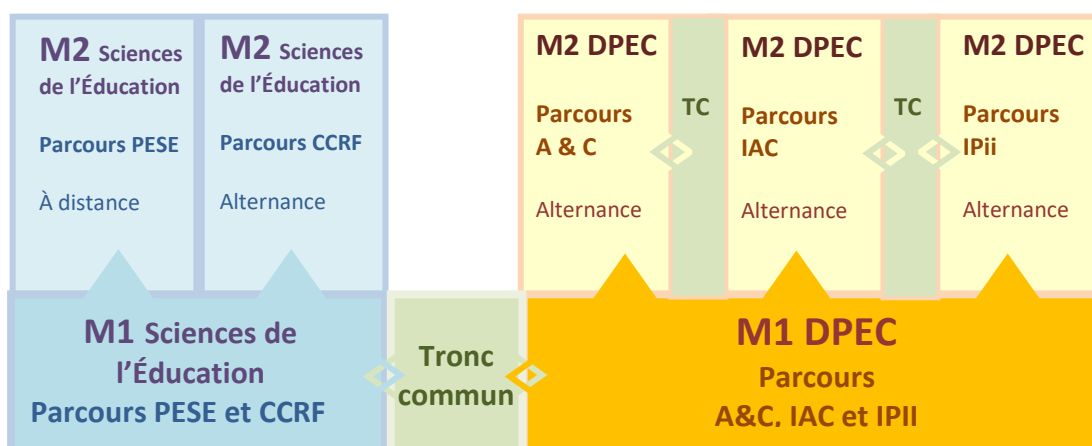 M2 Sciences
de l'Éducation
Parcours PESE
À distance
M2 Sciences
de l'Éducation
Parcours CCRF
Alternance
M2 DPEC
Parcours
A & C
Alternance
TC
M2 DPEC
Parcours
IAC
Alternance
TC
M2 DPEC
Parcours
IPii
Alternance
M1 Sciences de
l'Éducation
Parcours PESE et CCRF
Tronc
commun
M1 DPEC
Parcours
A&C, IAC et IPII